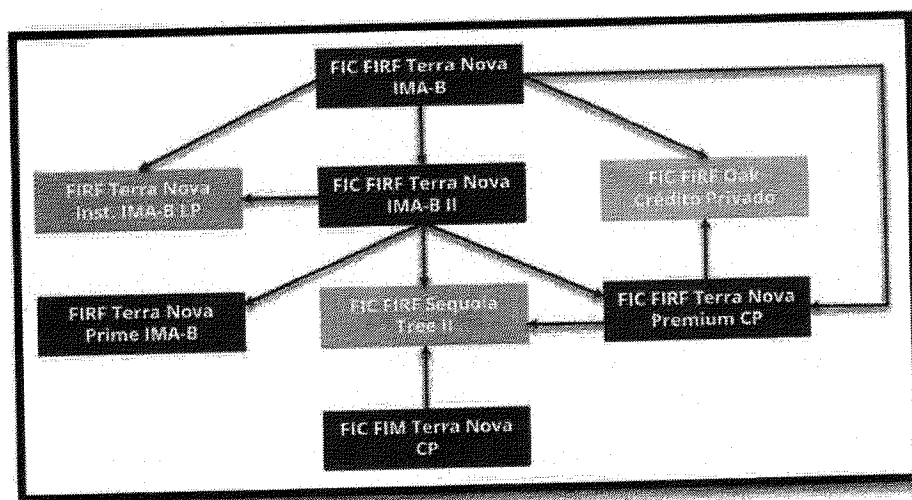 FIC FIRF Terra Nova
IMA-B
FIRF Terra Nova
Inst. IMA-B LP
FIC FIRF Terra Nova
IMA-B II
FIC FIRF Oak
Crédito Privado
FIRF Terra Nova
Prime IMA-B
FIC FIRF Sequoia
Tree II
FIC FIRF Terra Nova
Premium CP
FIC FIM Terra Nova
CP